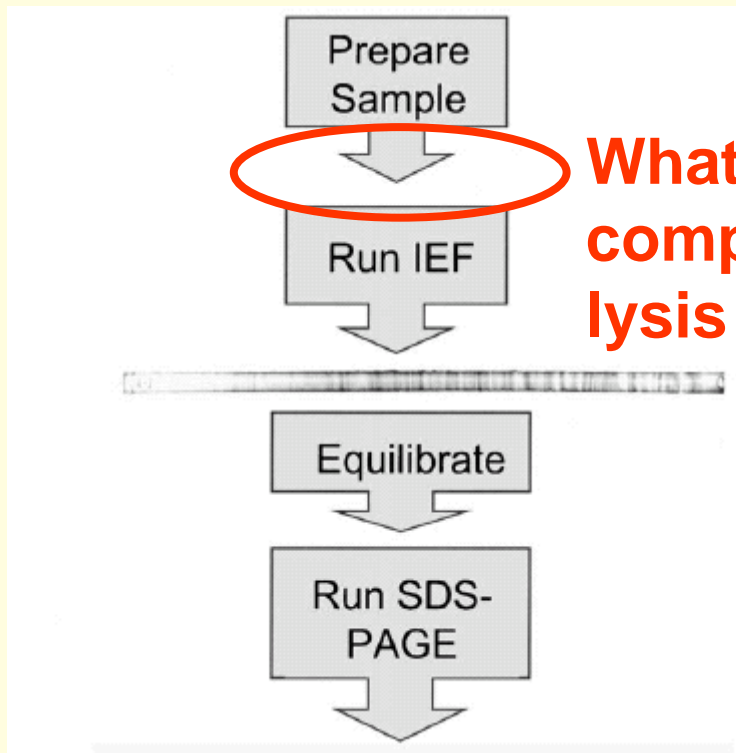 Prepare
Sample
What
comp
lysis
Run IEF
Equilibrate
Run SDS-
PAGE